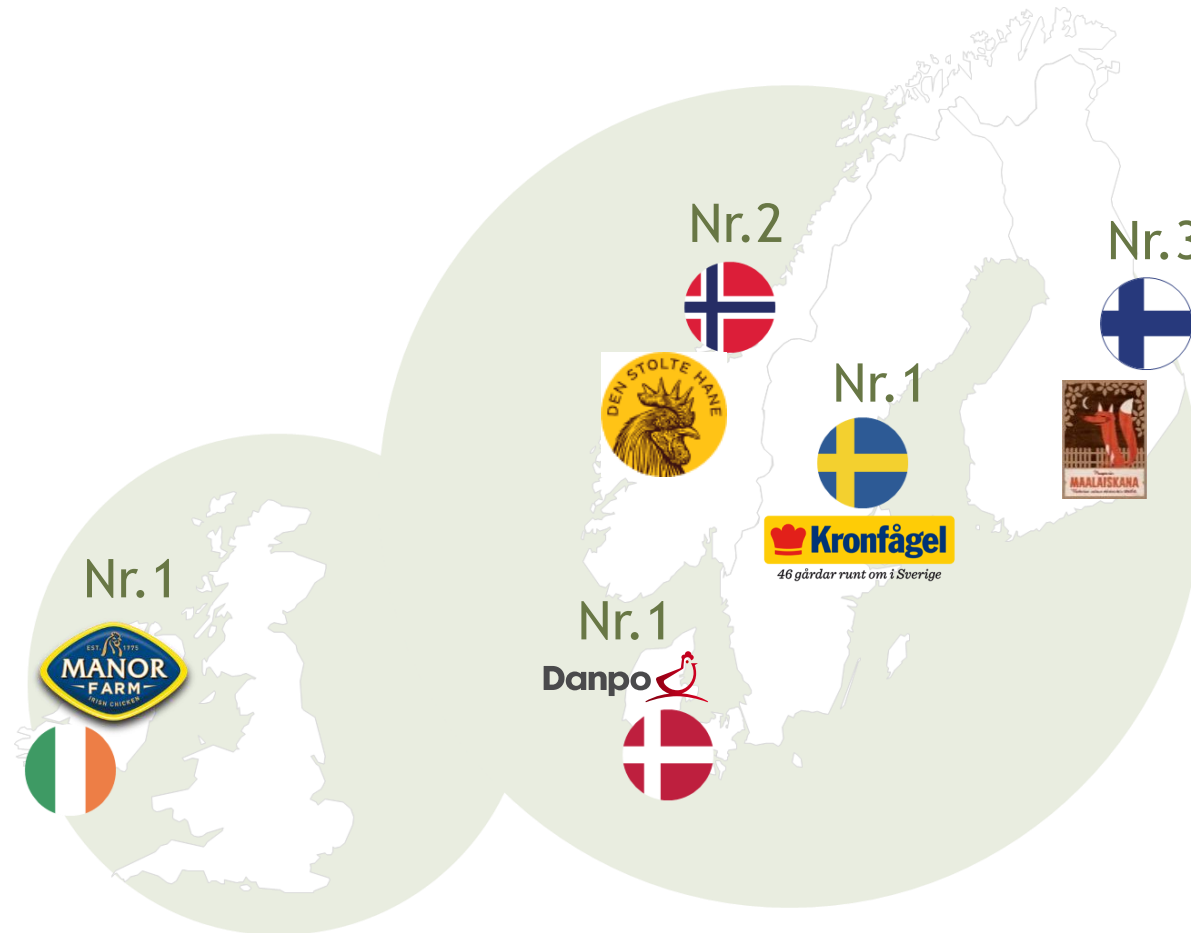 Nr.2
Nr.3
DEN STOLTE HANE
Nr.1
MAALAISKANA
Kronfågel
46 gårdar runt om i Sverige
Nr.1
EST. 1775
MANOR
FARM
IRISH CHICKEN
Nr.1
Danpo